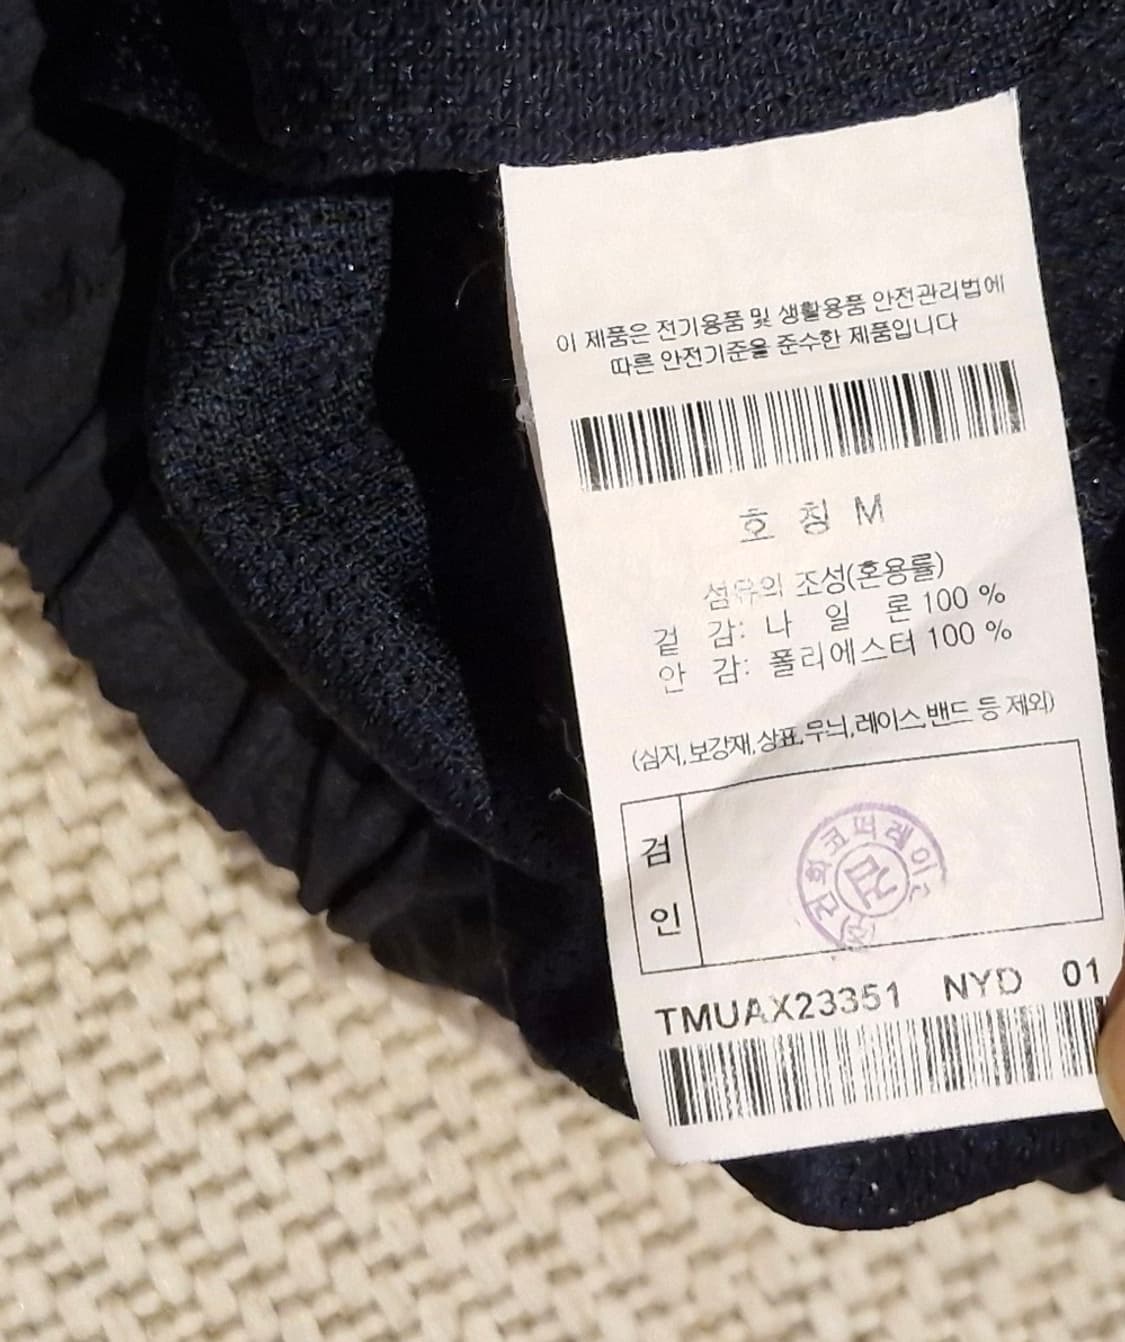 이 제품은 전기용품 및 생활용품 안전관리법에
따른 안전기준을 준수한 제품입니다
호 칭 M
섬유의 조성(혼용률)
겉 감: 나 일 론 100 %
안 감: 폴리에스터 100 %
(심지,보강재,상표,무늬,레이스,밴드 등 제외)
검
인
TMUAX23351 NYD 01